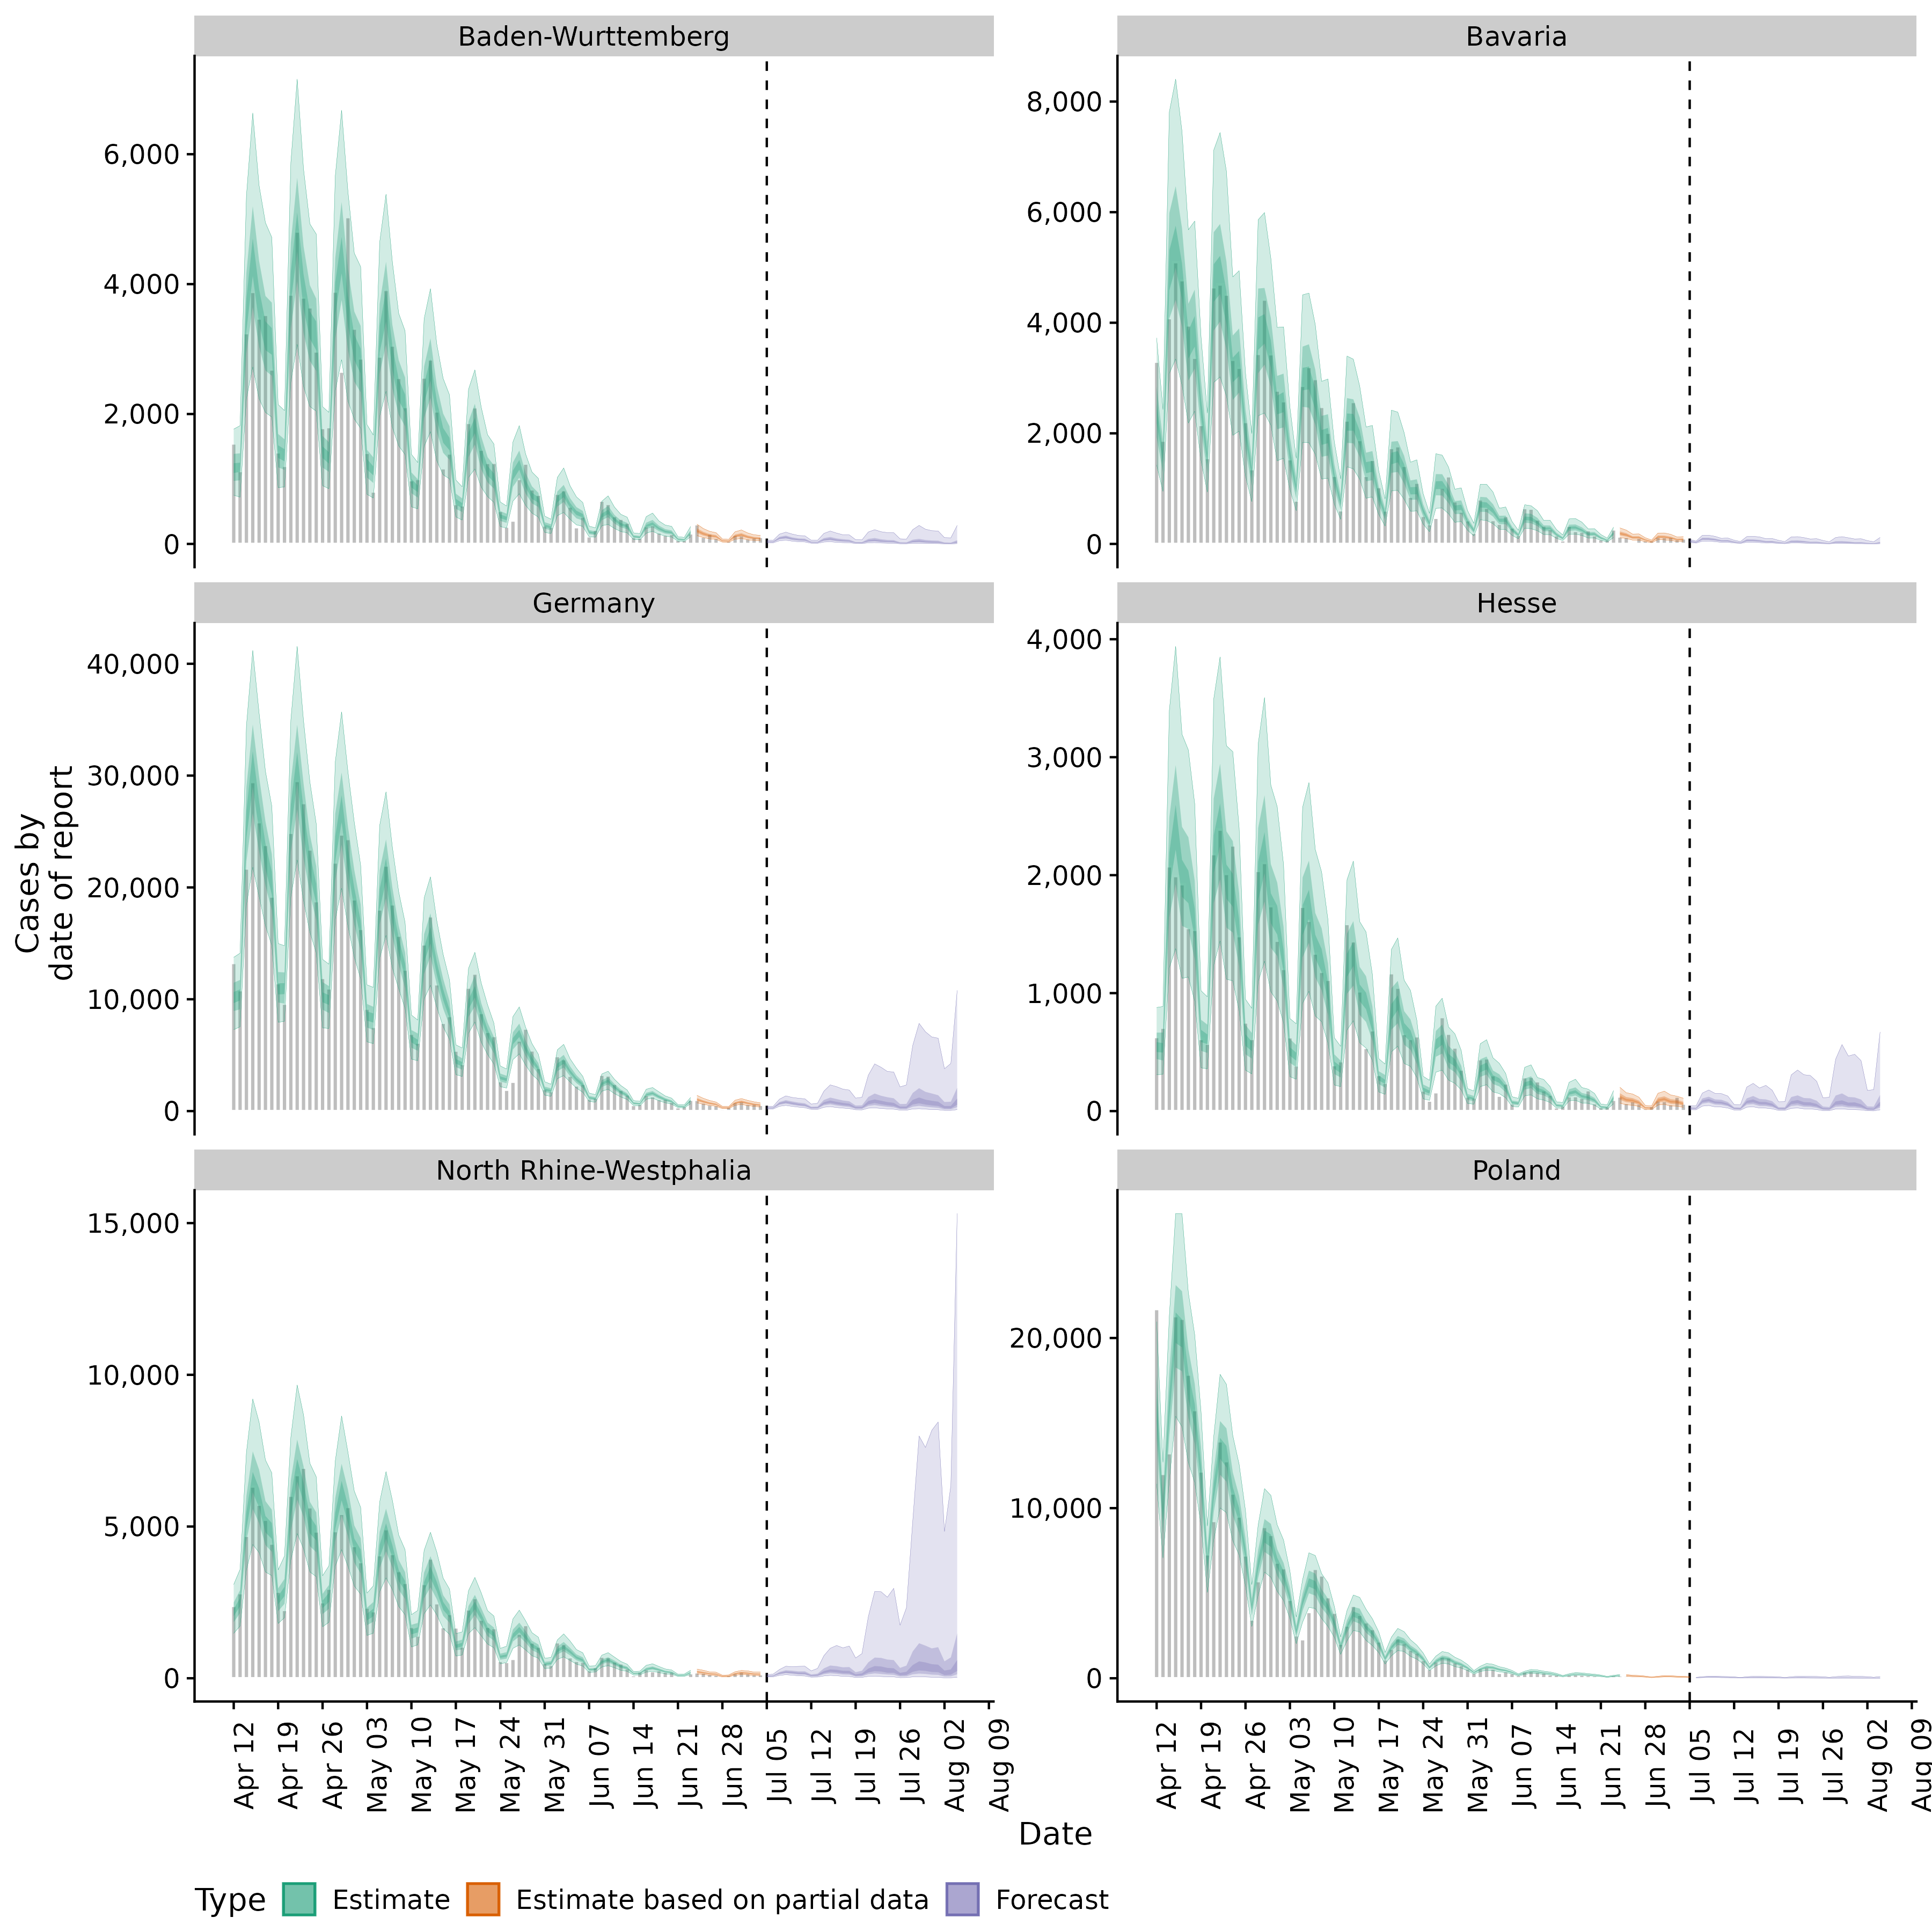 Baden-Wurttemberg
Bavaria
6,000
4,000
2,000
0
8,000
6,000
4,000
2,000
0
Germany
Hesse
40,000
30,000
20,000
10,000
0
4,000
3,000
2,000
1,000
0
Cases by
date of report
North Rhine-Westphalia
Poland
15,000
10,000
5,000
0
20,000
10,000
0
Apr 12
Apr 19
Apr 26
May 03
May 10
May 17
May 24
May 31
Jun 07
Jun 14
Jun 21
Jun 28
Jul 05
Jul 12
Jul 19
Jul 26
Aug 02
Aug 09
Apr 12
Apr 19
Apr 26
May 03
May 10
May 17
May 24
May 31
Jun 07
Jun 14
Jun 21
Jun 28
Jul 05
Jul 12
Jul 19
Jul 26
Aug 02
Aug 09
Date
Type Estimate Estimate based on partial data Forecast